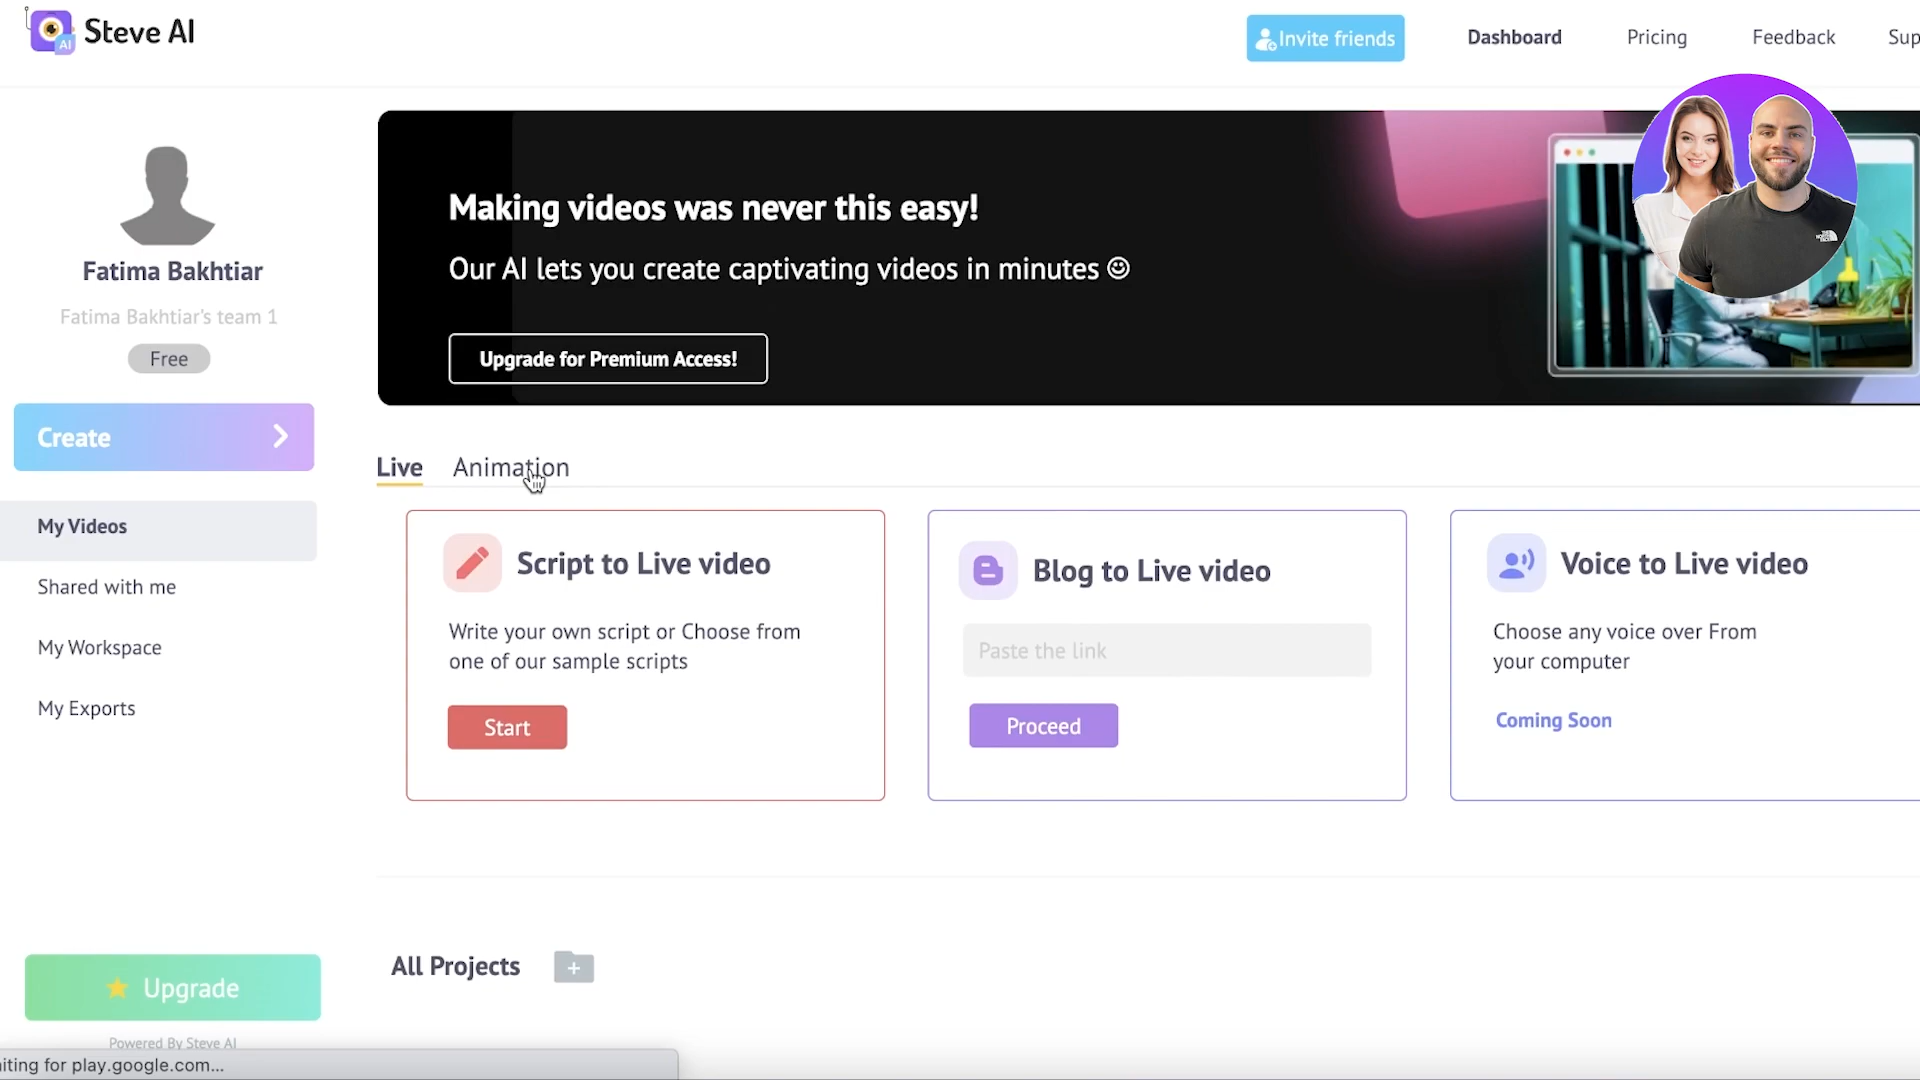 Steve AI
AI
Invite friends
Dashboard
Pricing
Feedback
Sup
Fatima Bakhtiar
Fatima Bakhtiar's team 1
Free
Create
My Videos
Shared with me
My Workspace
My Exports
Upgrade
Powered By Steve AI
Making videos was never this easy!
Our AI lets you create captivating videos in minutes ☺
Upgrade for Premium Access!
THE NORTH FACE
Live
Animation
Script to Live video
Write your own script or Choose from
one of our sample scripts
Start
Blog to Live video
Paste the link
Proceed
Voice to Live video
Choose any voice over From
your computer
Coming Soon
All Projects
aiting for play.google.com...